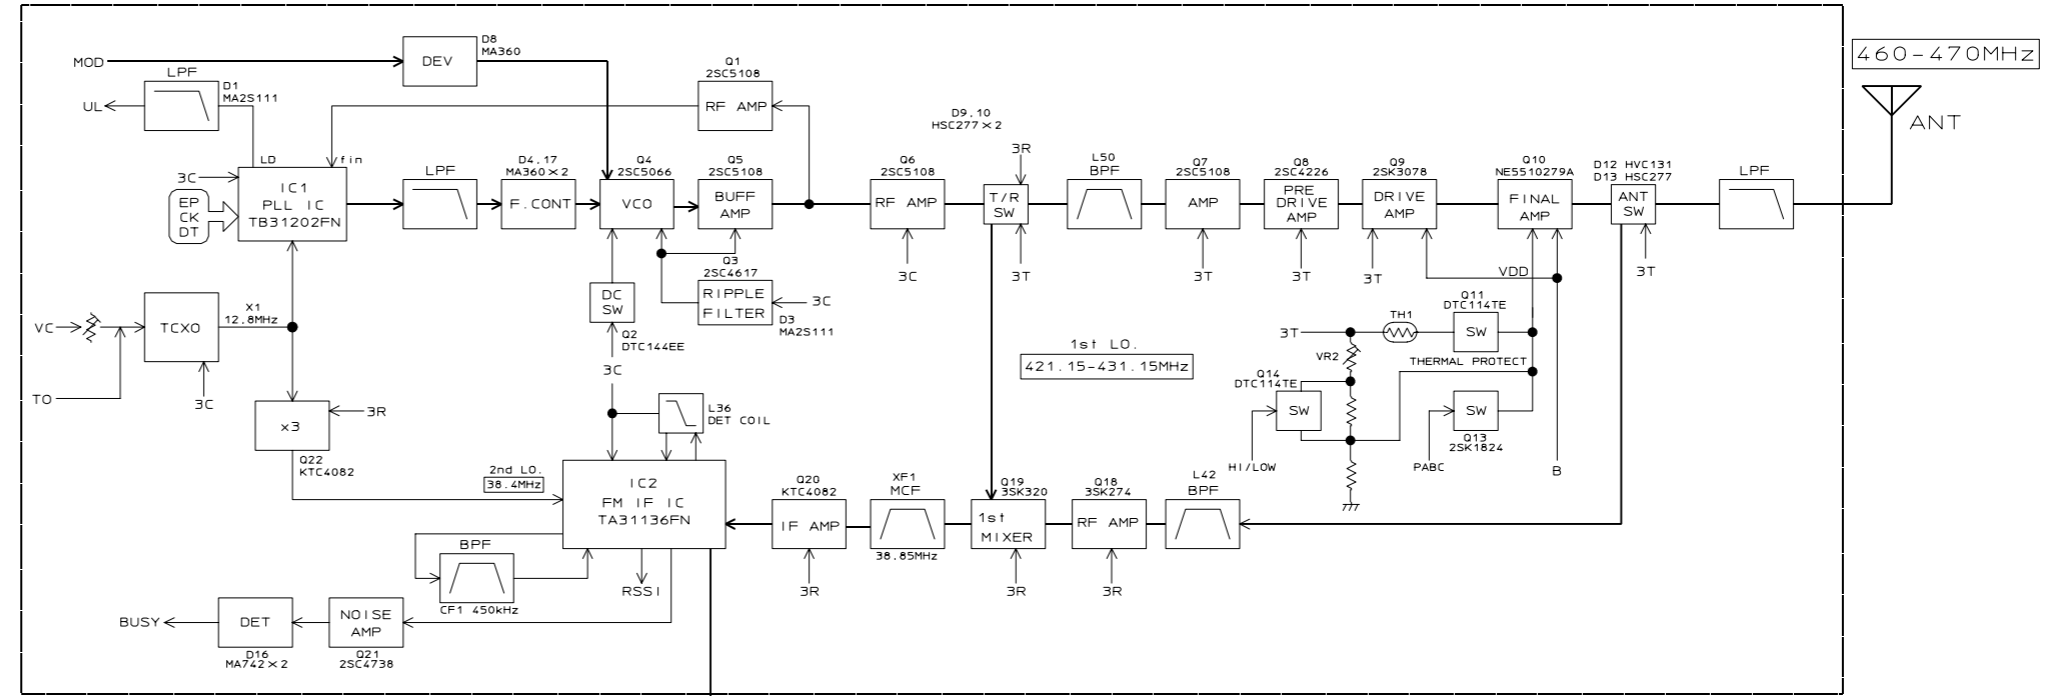 460-470MHz
ANT
MOD
DEV
D8
MA360
LPF
D1
MA2S111
UL
Q1
2SC5108
RF AMP
D9,10
HSC277×2
LD
fin
3C
EP
CK
DT
IC1
PLL IC
TB31202FN
LPF
D4,17
MA360×2
F.CONT
Q4
2SC5066
VCO
Q5
2SC5108
BUFF
AMP
Q6
2SC5108
RF AMP
3C
3R
T/R
SW
3T
L50
BPF
Q7
2SC5108
AMP
3T
Q8
2SC4226
PRE
DRIVE
AMP
3T
Q9
2SK3078
DRIVE
AMP
3T
Q10
NE5510279A
FINAL
AMP
VDD
D12 HVC131
D13 HSC277
ANT
SW
3T
LPF
Q3
2SC4617
RIPPLE
FILTER
3C
D3
MA2S111
DC
SW
Q2
DTC144EE
3C
VC
TCXO
X1
12.8MHz
3C
TO
x3
3R
Q22
KTC4082
1st LO.
421.15-431.15MHz
3T
TH1
Q11
DTC114TE
SW
VR2
THERMAL PROTECT
Q14
DTC114TE
SW
HI/LOW
SW
Q13
2SK1824
PABC
B
L36
DET COIL
2nd LO.
38.4MHz
IC2
FM IF IC
TA31136FN
Q20
KTC4082
IF AMP
3R
XF1
MCF
38.85MHz
Q19
3SK320
1st
MIXER
3R
Q18
3SK274
RF AMP
3R
L42
BPF
BPF
CF1 450kHz
RSSI
BUSY
DET
D16
MA742×2
NOISE
AMP
Q21
2SC4738